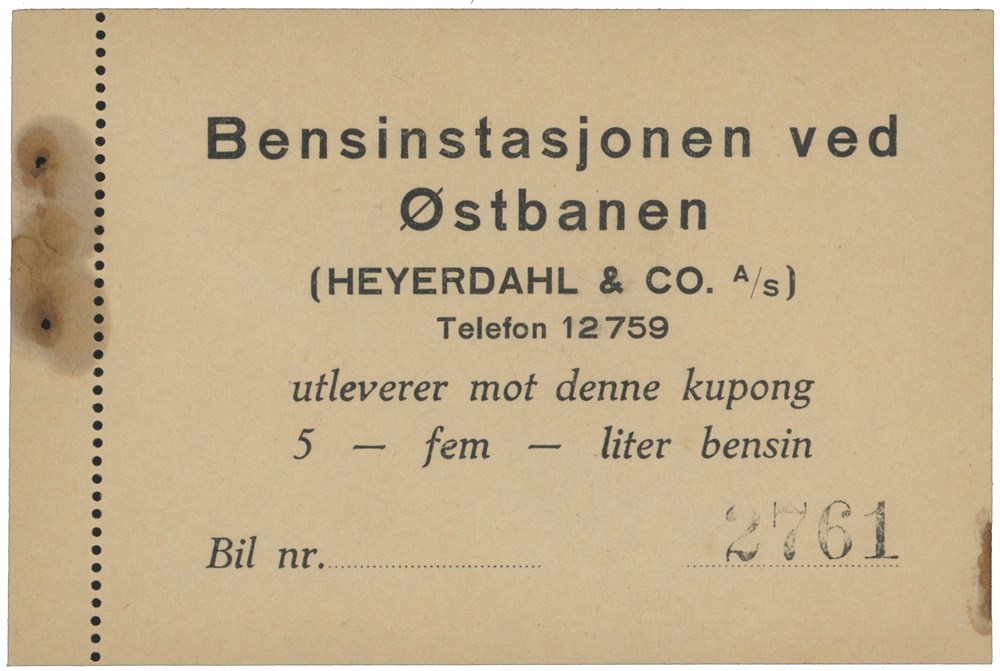 Bensinstasjonen ved
Østbanen
(HEYERDAHL & CO. A/S)
Telefon 12759
utleverer mot denne kupong
5 — fem — liter bensin
Bil nr. 2761